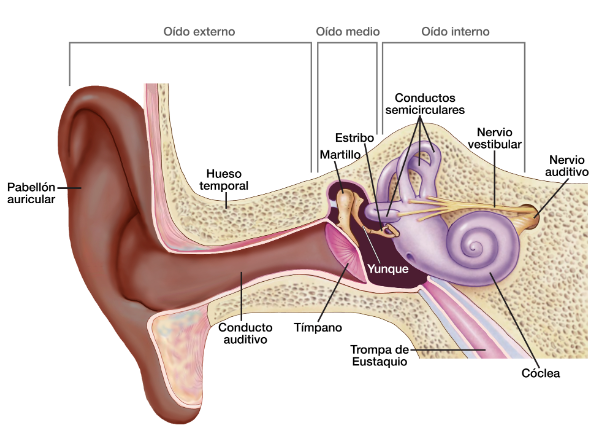 Oído externo
Oído medio
Oído interno
Conductos
semicirculares
Estribo
Martillo
Nervio
vestibular
Nervio
auditivo
Hueso
temporal
Pabellón
auricular
Yunque
Conducto
auditivo
Tímpano
Trompa de
Eustaquio
Cóclea